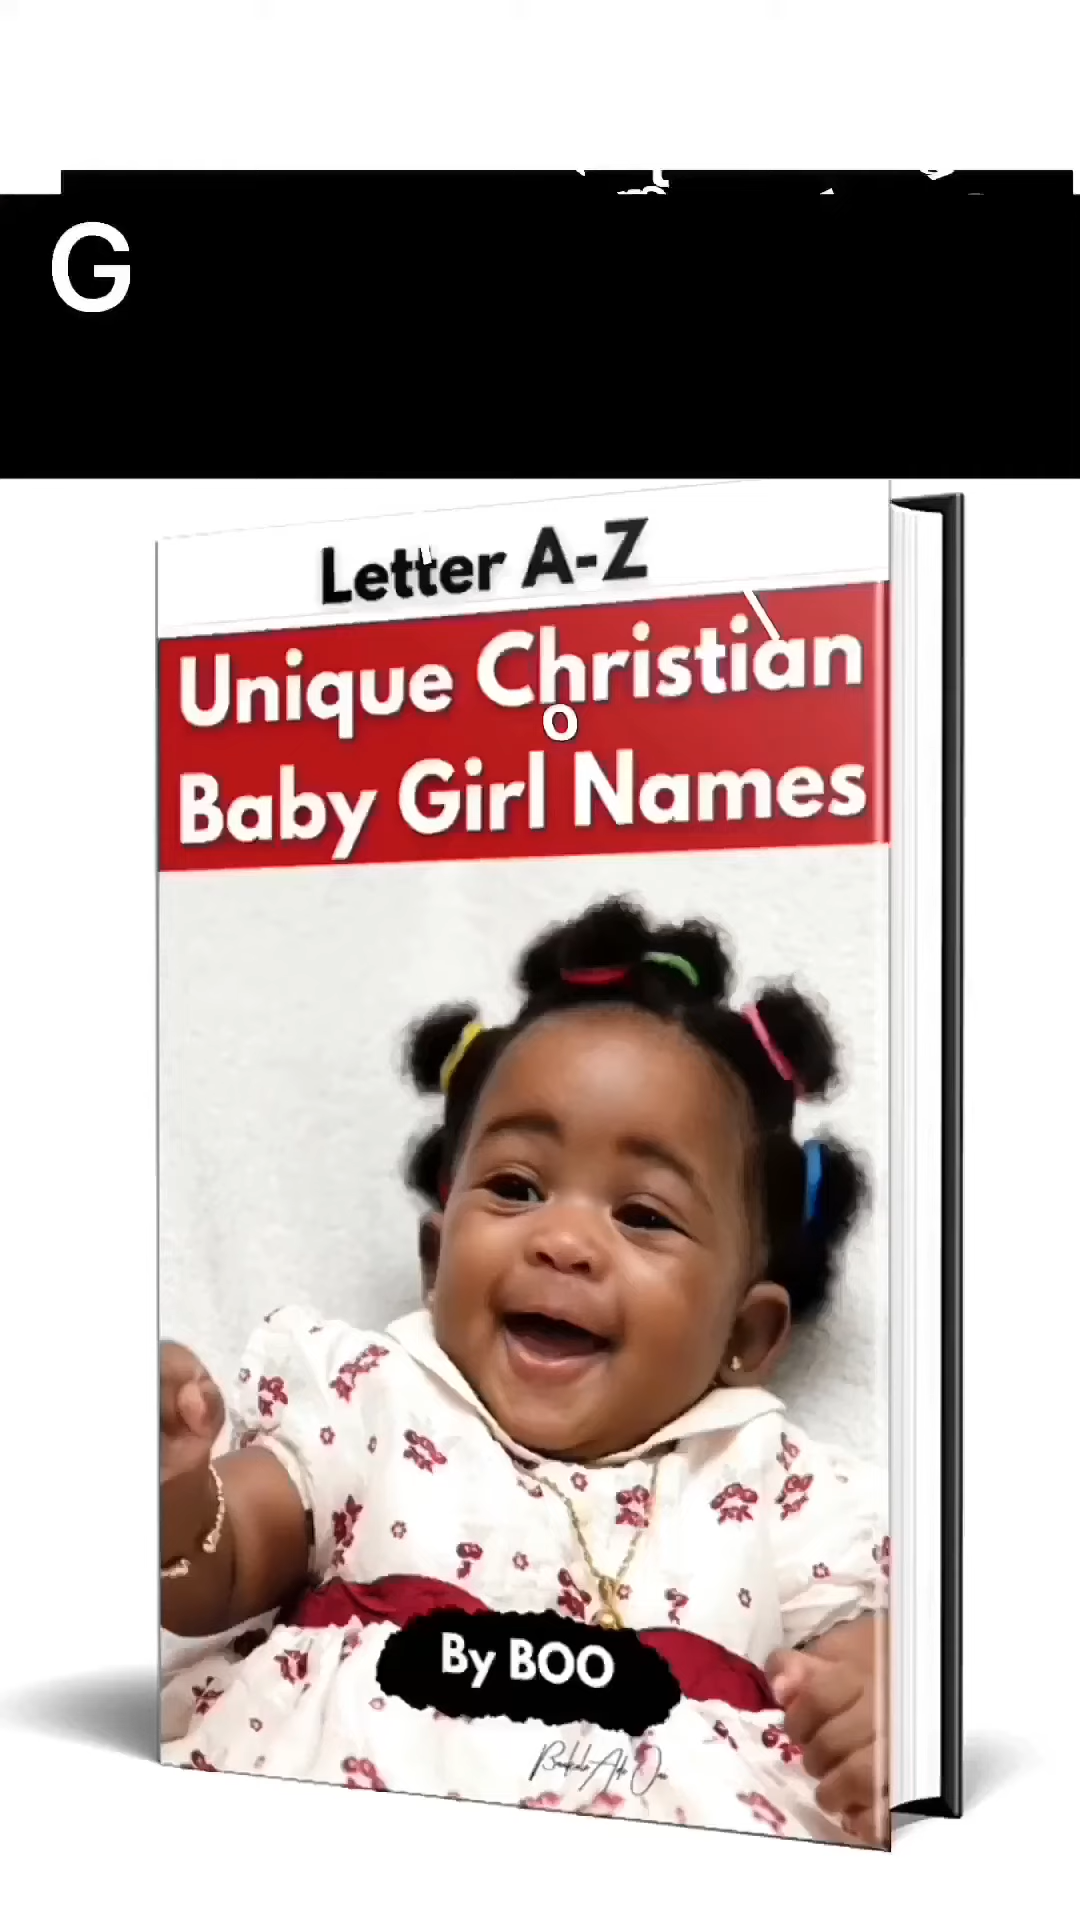 G
Letter A-Z
Unique Christian
O
Baby Girl Names
By BOO